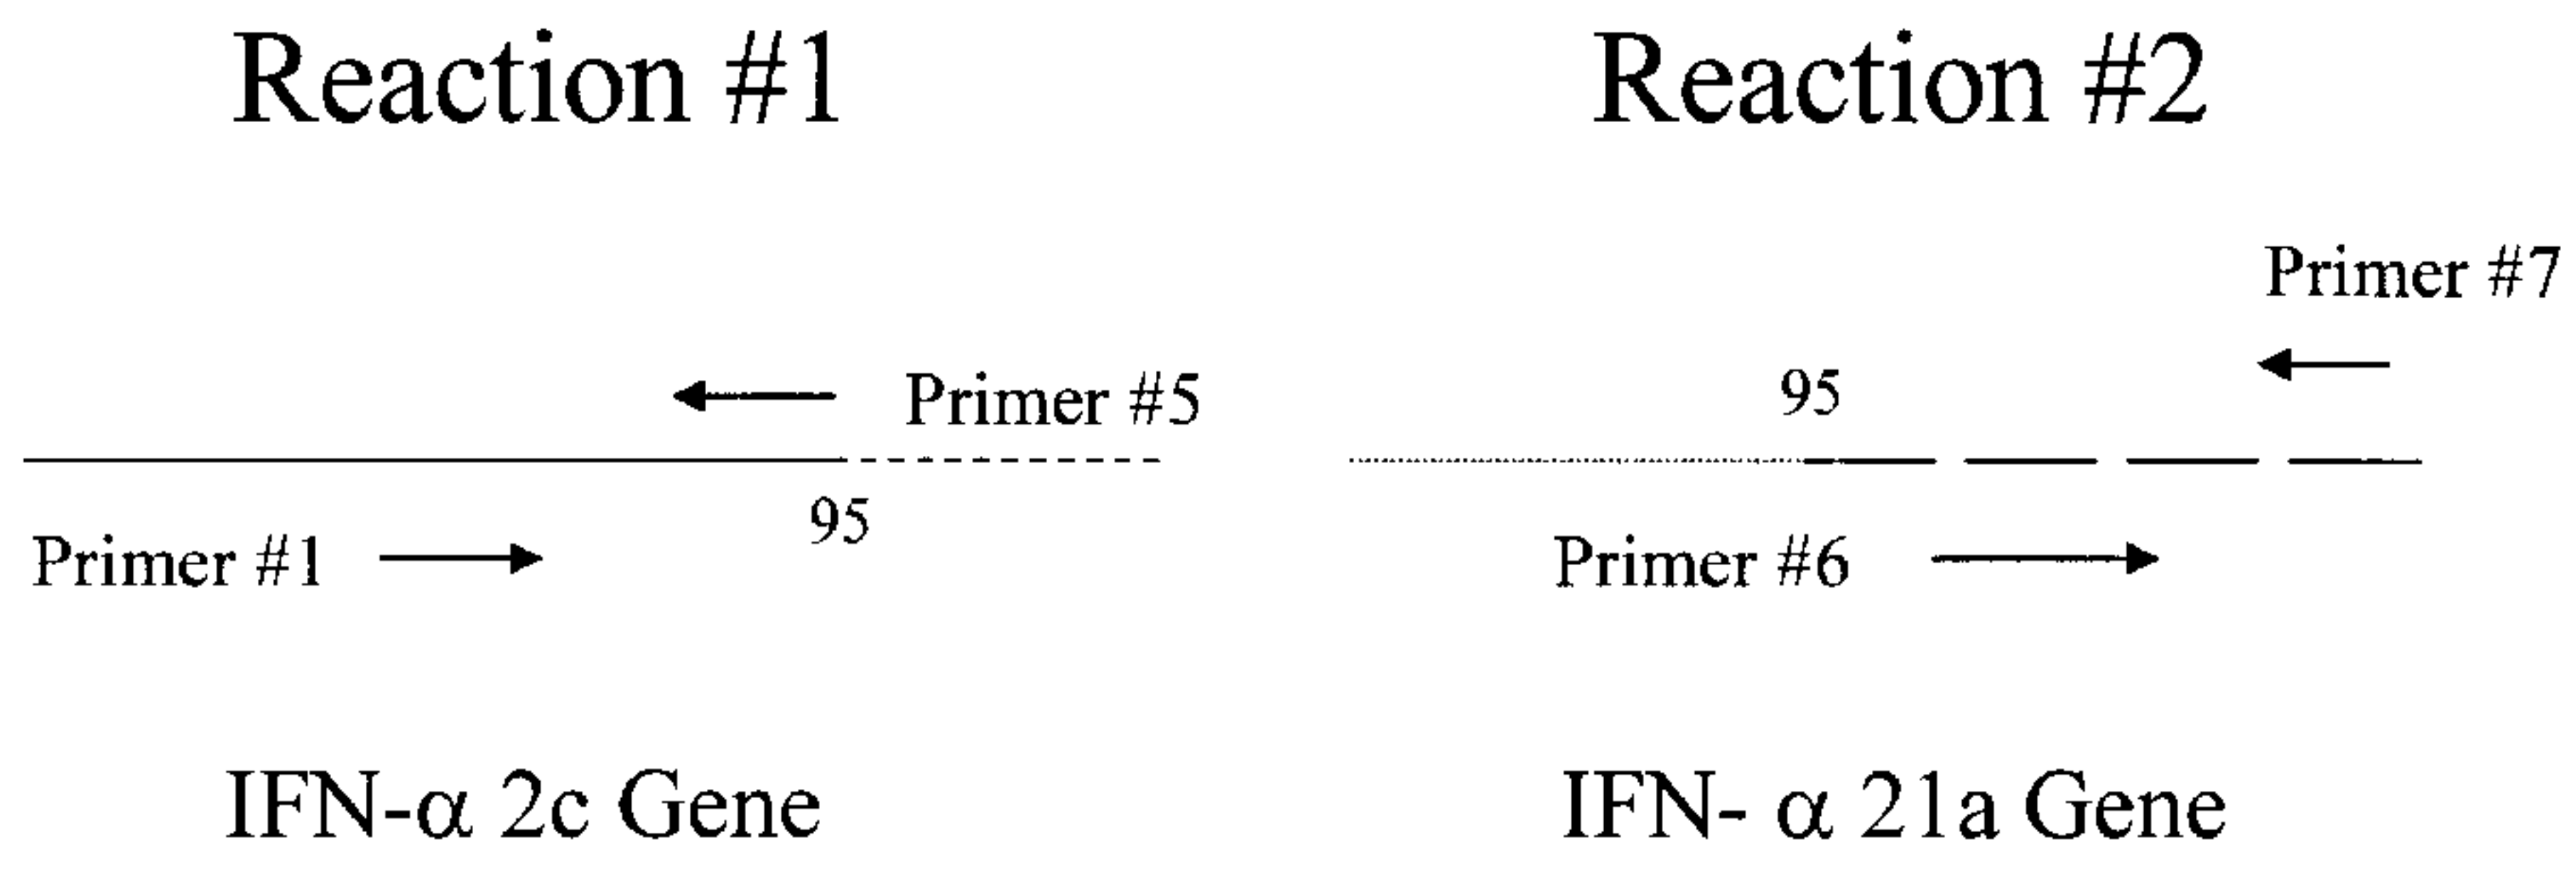 Reaction #1
Reaction #2
Primer #7
Primer #5
95
95
Primer #1
Primer #6
IFN-α 2c Gene
IFN- α 21a Gene